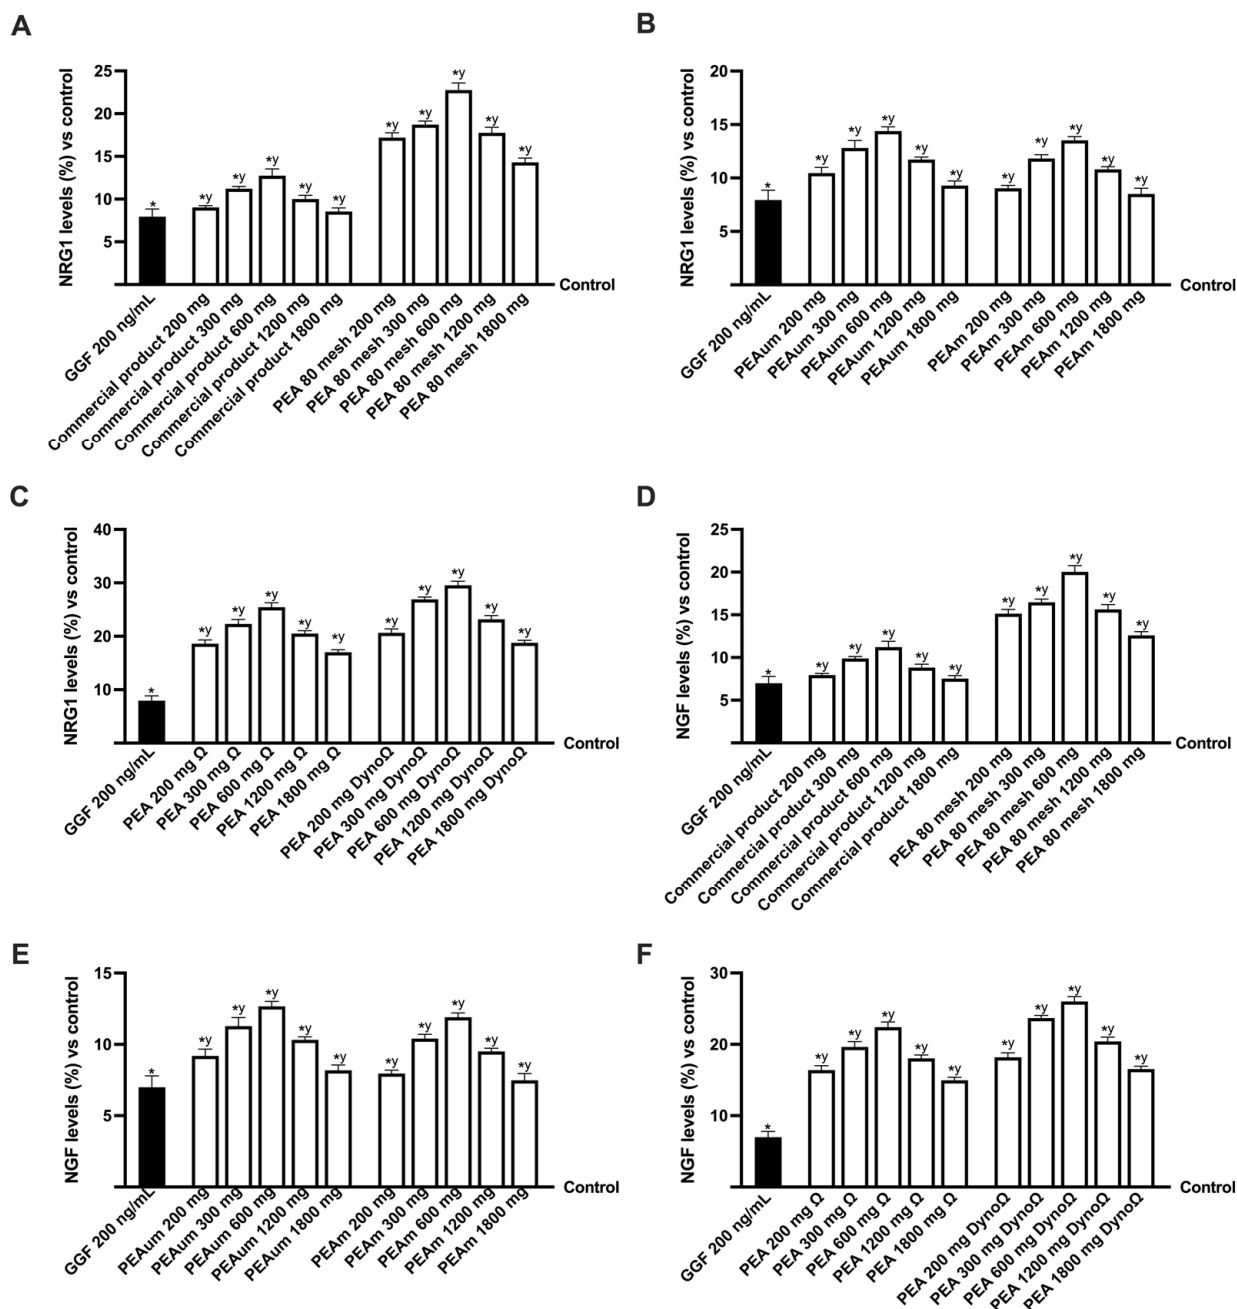 A
NRG1 levels (%) vs control
25
20
15
10
5
*
*y
*y
*y
*y
*y
*y
*y
*y
*y
*y
Control
GGF 200 ng/mL
Commercial product 200 mg
Commercial product 300 mg
Commercial product 600 mg
Commercial product 1200 mg
Commercial product 1800 mg
PEA 80 mesh 200 mg
PEA 80 mesh 300 mg
PEA 80 mesh 600 mg
PEA 80 mesh 1200 mg
PEA 80 mesh 1800 mg
B
NRG1 levels (%) vs control
20
15
10
5
*
*y
*y
*y
*y
*y
*y
*y
*y
*y
*y
Control
GGF 200 ng/mL
PEAum 200 mg
PEAum 300 mg
PEAum 600 mg
PEAum 1200 mg
PEAum 1800 mg
PEAm 200 mg
PEAm 300 mg
PEAm 600 mg
PEAm 1200 mg
PEAm 1800 mg
C
NRG1 levels (%) vs control
40
30
20
10
*
*y
*y
*y
*y
*y
*y
*y
*y
*y
*y
Control
GGF 200 ng/mL
PEA 200 mg Ω
PEA 300 mg Ω
PEA 600 mg Ω
PEA 1200 mg Ω
PEA 1800 mg Ω
PEA 200 mg DynoΩ
PEA 300 mg DynoΩ
PEA 600 mg DynoΩ
PEA 1200 mg DynoΩ
PEA 1800 mg DynoΩ
D
NGF levels (%) vs control
25
20
15
10
5
*
*y
*y
*y
*y
*y
*y
*y
*y
*y
*y
Control
GGF 200 ng/mL
Commercial product 200 mg
Commercial product 300 mg
Commercial product 600 mg
Commercial product 1200 mg
Commercial product 1800 mg
PEA 80 mesh 200 mg
PEA 80 mesh 300 mg
PEA 80 mesh 600 mg
PEA 80 mesh 1200 mg
PEA 80 mesh 1800 mg
E
NGF levels (%) vs control
15
10
5
*
*y
*y
*y
*y
*y
*y
*y
*y
*y
*y
Control
GGF 200 ng/mL
PEAum 200 mg
PEAum 300 mg
PEAum 600 mg
PEAum 1200 mg
PEAum 1800 mg
PEAm 200 mg
PEAm 300 mg
PEAm 600 mg
PEAm 1200 mg
PEAm 1800 mg
F
NGF levels (%) vs control
30
20
10
*
*y
*y
*y
*y
*y
*y
*y
*y
*y
*y
Control
GGF 200 ng/mL
PEA 200 mg Ω
PEA 300 mg Ω
PEA 600 mg Ω
PEA 1200 mg Ω
PEA 1800 mg Ω
PEA 200 mg DynoΩ
PEA 300 mg DynoΩ
PEA 600 mg DynoΩ
PEA 1200 mg DynoΩ
PEA 1800 mg DynoΩ